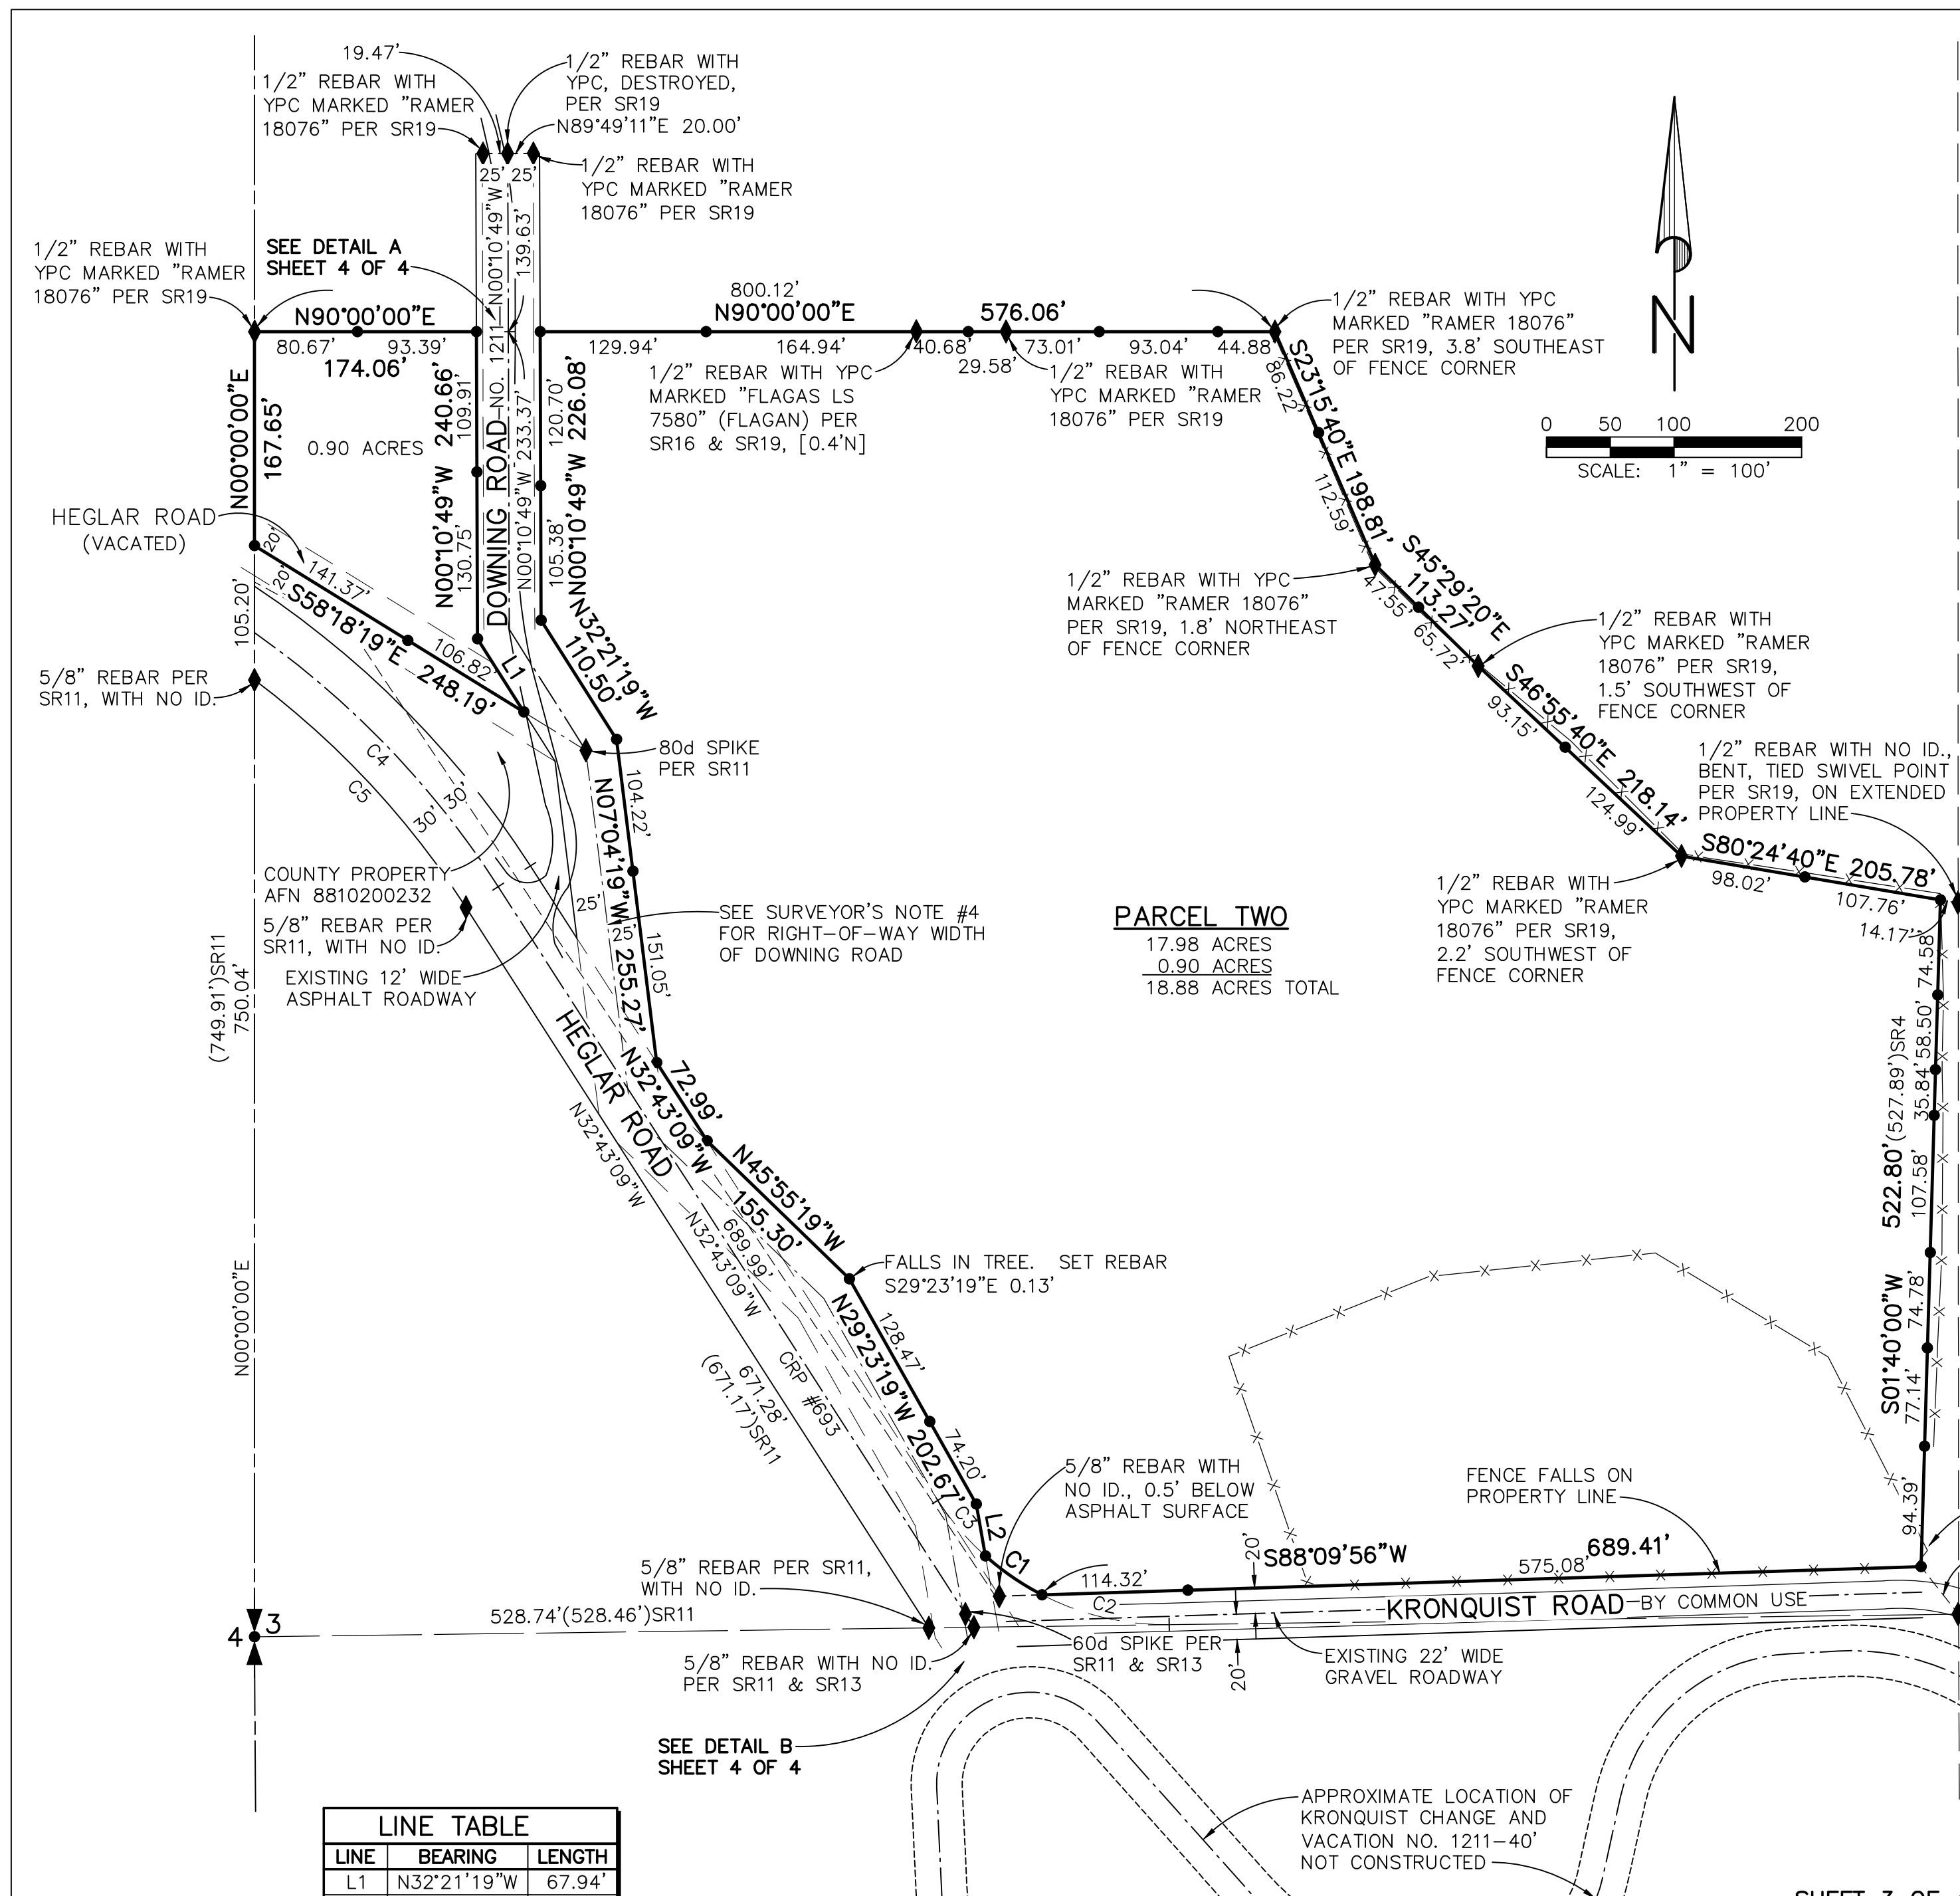 19.47'
1/2" REBAR WITH
YPC MARKED "RAMER
18076" PER SR19
1/2" REBAR WITH
YPC, DESTROYED,
PER SR19
N89°49'11"E 20.00'
1/2" REBAR WITH
YPC MARKED "RAMER
18076" PER SR19
25'
25'
1/2" REBAR WITH
YPC MARKED "RAMER
18076" PER SR19
SEE DETAIL A
SHEET 4 OF 4
1211-N00°10'49"W
139.63'
N90°00'00"E
80.67'
93.39'
174.06'
800.12'
N90°00'00"E
576.06'
129.94'
164.94'
40.68'
29.58'
73.01'
93.04'
44.88'
1/2" REBAR WITH YPC
MARKED "FLAGAS LS
7580" (FLAGAN) PER
SR16 & SR19, [0.4'N]
1/2" REBAR WITH
YPC MARKED "RAMER
18076" PER SR19
1/2" REBAR WITH YPC
MARKED "RAMER 18076"
PER SR19, 3.8' SOUTHEAST
OF FENCE CORNER
N
0
50
100
200
SCALE: 1" = 100'
N00°00'00"E
167.65'
0.90 ACRES
N00°10'49"W 240.66'
109.91'
130.75'
DOWNING ROAD-NO.
N00°10'49"W 233.37'
120.70'
105.38'
N00°10'49"W 226.08'
S23°15'40"E 198.81'
86.22'
112.59'
HEGLAR ROAD
(VACATED)
20'
20'
141.37'
S58°18'19"E 248.19'
106.82'
L1
N32°21'19"W
110.50'
105.20'
5/8" REBAR PER
SR11, WITH NO ID.
1/2" REBAR WITH YPC
MARKED "RAMER 18076"
PER SR19, 1.8' NORTHEAST
OF FENCE CORNER
S45°29'20"E
113.27'
47.55'
65.72'
1/2" REBAR WITH
YPC MARKED "RAMER
18076" PER SR19,
1.5' SOUTHWEST OF
FENCE CORNER
S46°55'40"E 218.14'
93.15'
124.99'
1/2" REBAR WITH NO ID.,
BENT, TIED SWIVEL POINT
PER SR19, ON EXTENDED
PROPERTY LINE
80d SPIKE
PER SR11
C4
C5
30'
30'
COUNTY PROPERTY
AFN 8810200232
5/8" REBAR PER
SR11, WITH NO ID.
EXISTING 12' WIDE
ASPHALT ROADWAY
N07°04'19"W 255.27'
104.22'
151.05'
25'
25'
SEE SURVEYOR'S NOTE #4
FOR RIGHT-OF-WAY WIDTH
OF DOWNING ROAD
PARCEL TWO
17.98 ACRES
0.90 ACRES
18.88 ACRES TOTAL
1/2" REBAR WITH
YPC MARKED "RAMER
18076" PER SR19,
2.2' SOUTHWEST OF
FENCE CORNER
S80°24'40"E 205.78'
98.02'
107.76'
14.17'
74.58'
58.50'
35.84'
107.58'
74.78'
77.14'
94.39'
S01°40'00"W
522.80'(527.89')SR4
(749.91')SR11
750.04'
N00°00'00"E
HEGLAR ROAD
N32°43'09"W
72.99'
N32°43'09"W
N45°55'19"W
155.30'
689.99'
N32°43'09"W
FALLS IN TREE. SET REBAR
S29°23'19"E 0.13'
N29°23'19"W 202.67'
128.47'
74.20'
CRP #693
671.28'
(671.17')SR11
C3
L2
C1
5/8" REBAR WITH
NO ID., 0.5' BELOW
ASPHALT SURFACE
FENCE FALLS ON
PROPERTY LINE
5/8" REBAR PER SR11,
WITH NO ID.
114.32'
20'
S88°09'56"W
689.41'
575.08'
C2
KRONQUIST ROAD-BY COMMON USE
3
4
528.74'(528.46')SR11
5/8" REBAR WITH NO ID.
PER SR11 & SR13
60d SPIKE PER
SR11 & SR13
20'
EXISTING 22' WIDE
GRAVEL ROADWAY
SEE DETAIL B
SHEET 4 OF 4
APPROXIMATE LOCATION OF
KRONQUIST CHANGE AND
VACATION NO. 1211-40'
NOT CONSTRUCTED
LINE TABLE
LINE BEARING LENGTH
L1 N32°21'19"W 67.94'